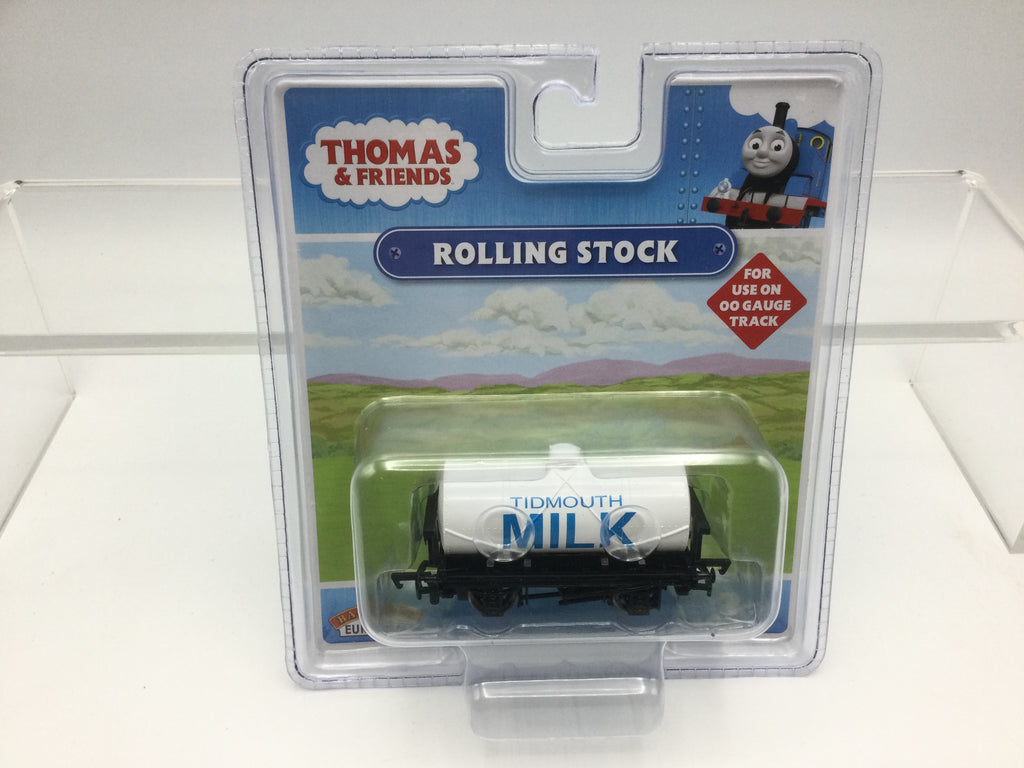 THOMAS
& FRIENDS
ROLLING STOCK
FOR
USE ON
OO GAUGE
TRACK
TIDMOUTH
MILK